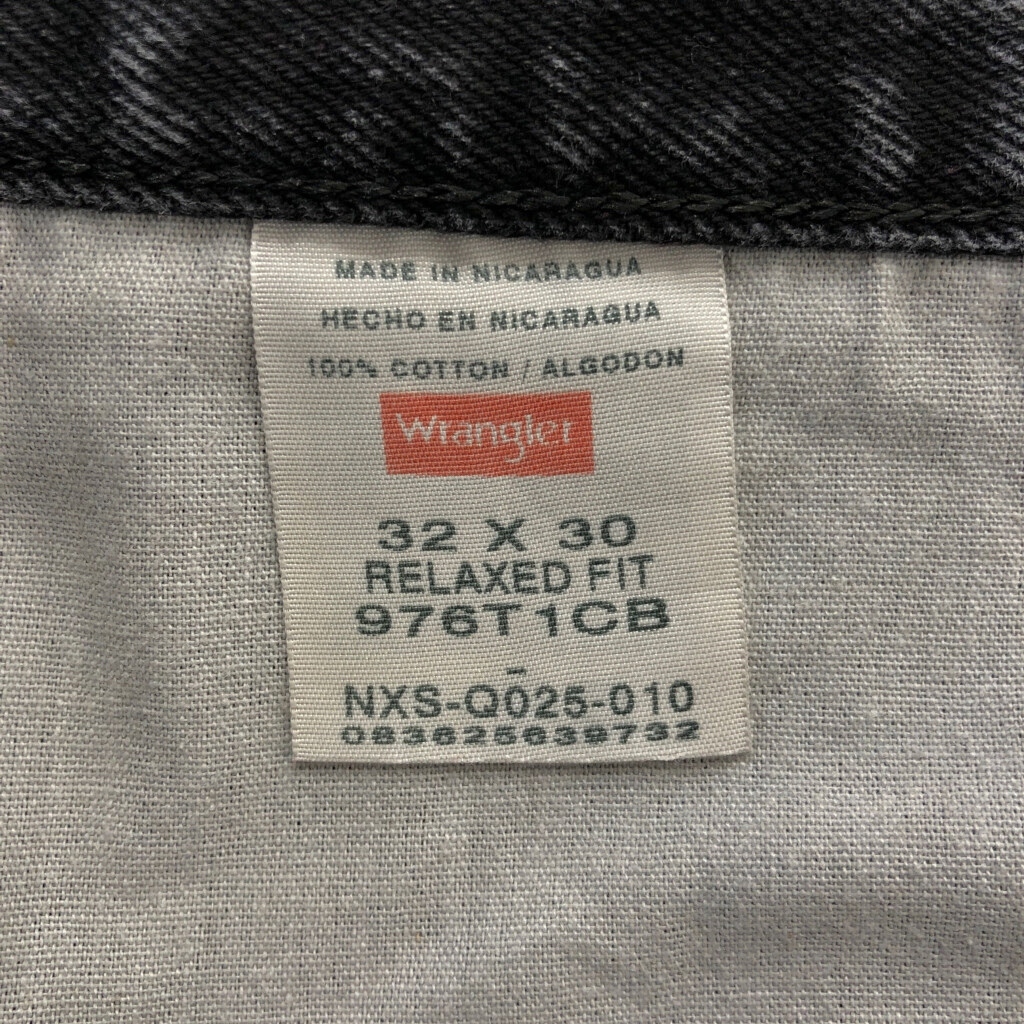 MADE IN NICARAGUA
HECHO EN NICARAGUA
100% COTTON / ALGODON
Wrangler
32 X 30
RELAXED FIT
976T1CB
-
NXS-Q025-010
083625639732